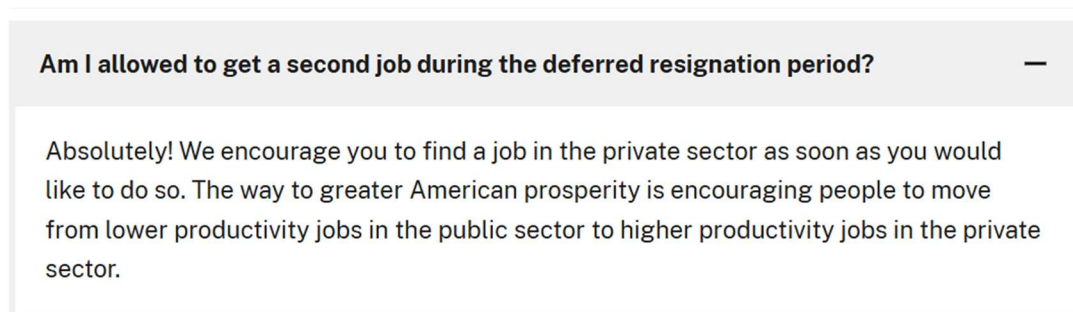 Am I allowed to get a second job during the deferred resignation period?
Absolutely! We encourage you to find a job in the private sector as soon as you would
like to do so. The way to greater American prosperity is encouraging people to move
from lower productivity jobs in the public sector to higher productivity jobs in the private
sector.